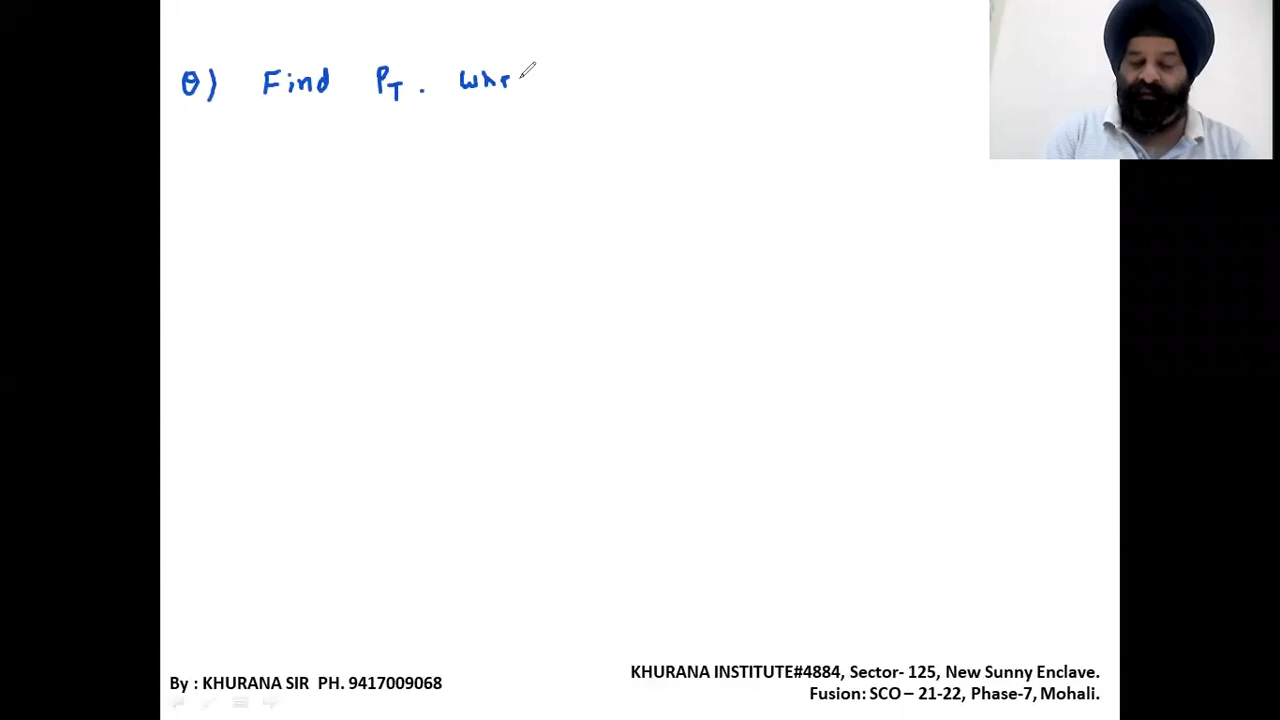 Q) Find PT. Whr
By : KHURANA SIR PH. 9417009068
KHURANA INSTITUTE#4884, Sector- 125, New Sunny Enclave.
Fusion: SCO – 21-22, Phase-7, Mohali.